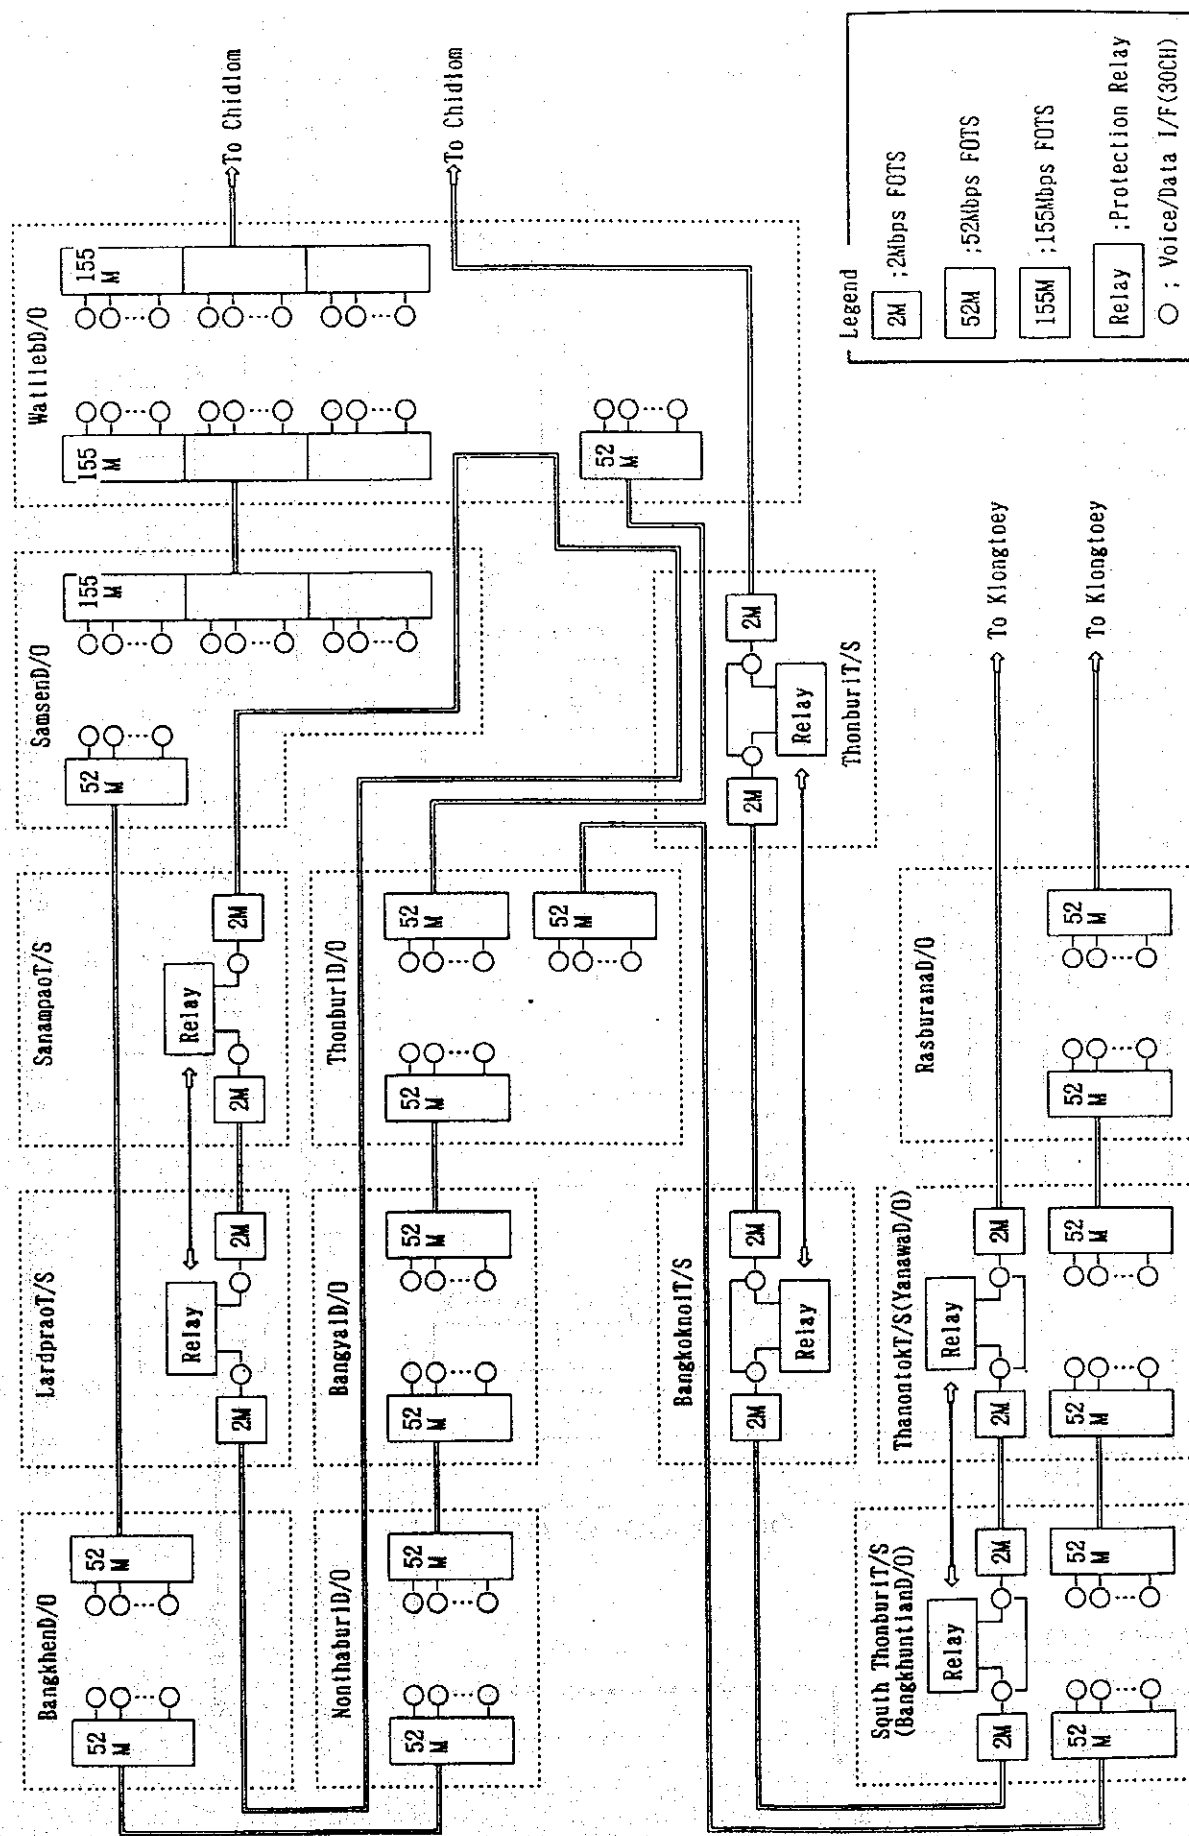 BangkhenD/O
LardpraoT/S
SanampaoT/S
SamsenD/O
WatliebD/O
52
M
52
M
52
M
155
M
155
M
155
M
Relay
Relay
2M
2M
2M
2M
To Chidlom
NonthaburiD/O
BangyaiD/O
ThonburiD/O
52
M
52
M
52
M
52
M
52
M
52
M
To Chidlom
52
M
52
M
BangkoknoiT/S
2M
2M
2M
2M
Relay
Relay
ThonburiT/S
South ThonburiT/S
(BangkhuntianD/O)
ThanontokT/S(YanawaD/O)
RasburanaD/O
Relay
Relay
2M
2M
2M
2M
To Klongtoey
52
M
52
M
52
M
52
M
52
M
52
M
To Klongtoey
Legend
2M ;2Mbps FOTS
52M ;52Mbps FOTS
155M ;155Mbps FOTS
Relay ;Protection Relay
; Voice/Data I/F(30CH)